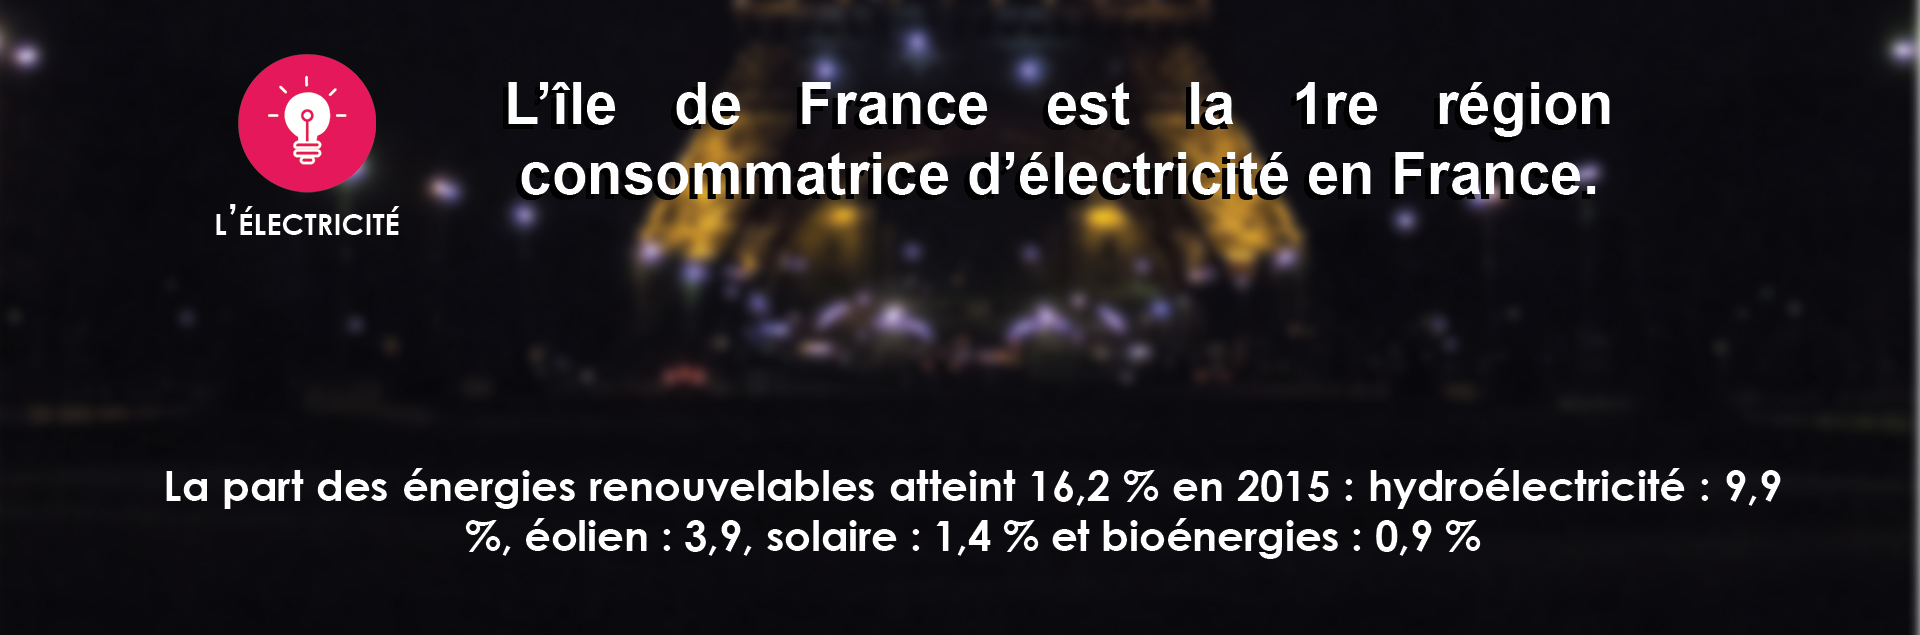 L'ÉLECTRICITÉ
L’île de France est la 1re région
consommatrice d’électricité en France.
La part des énergies renouvelables atteint 16,2 % en 2015 : hydroélectricité : 9,9
%, éolien : 3,9, solaire : 1,4 % et bioénergies : 0,9 %